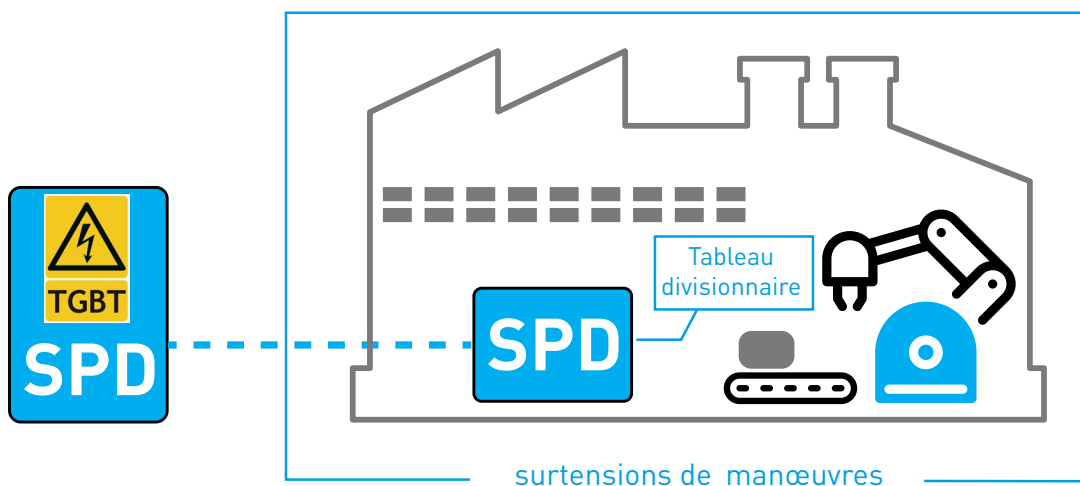 TGBT
SPD
SPD
Tableau
divisionnaire
surtensions de manœuvres